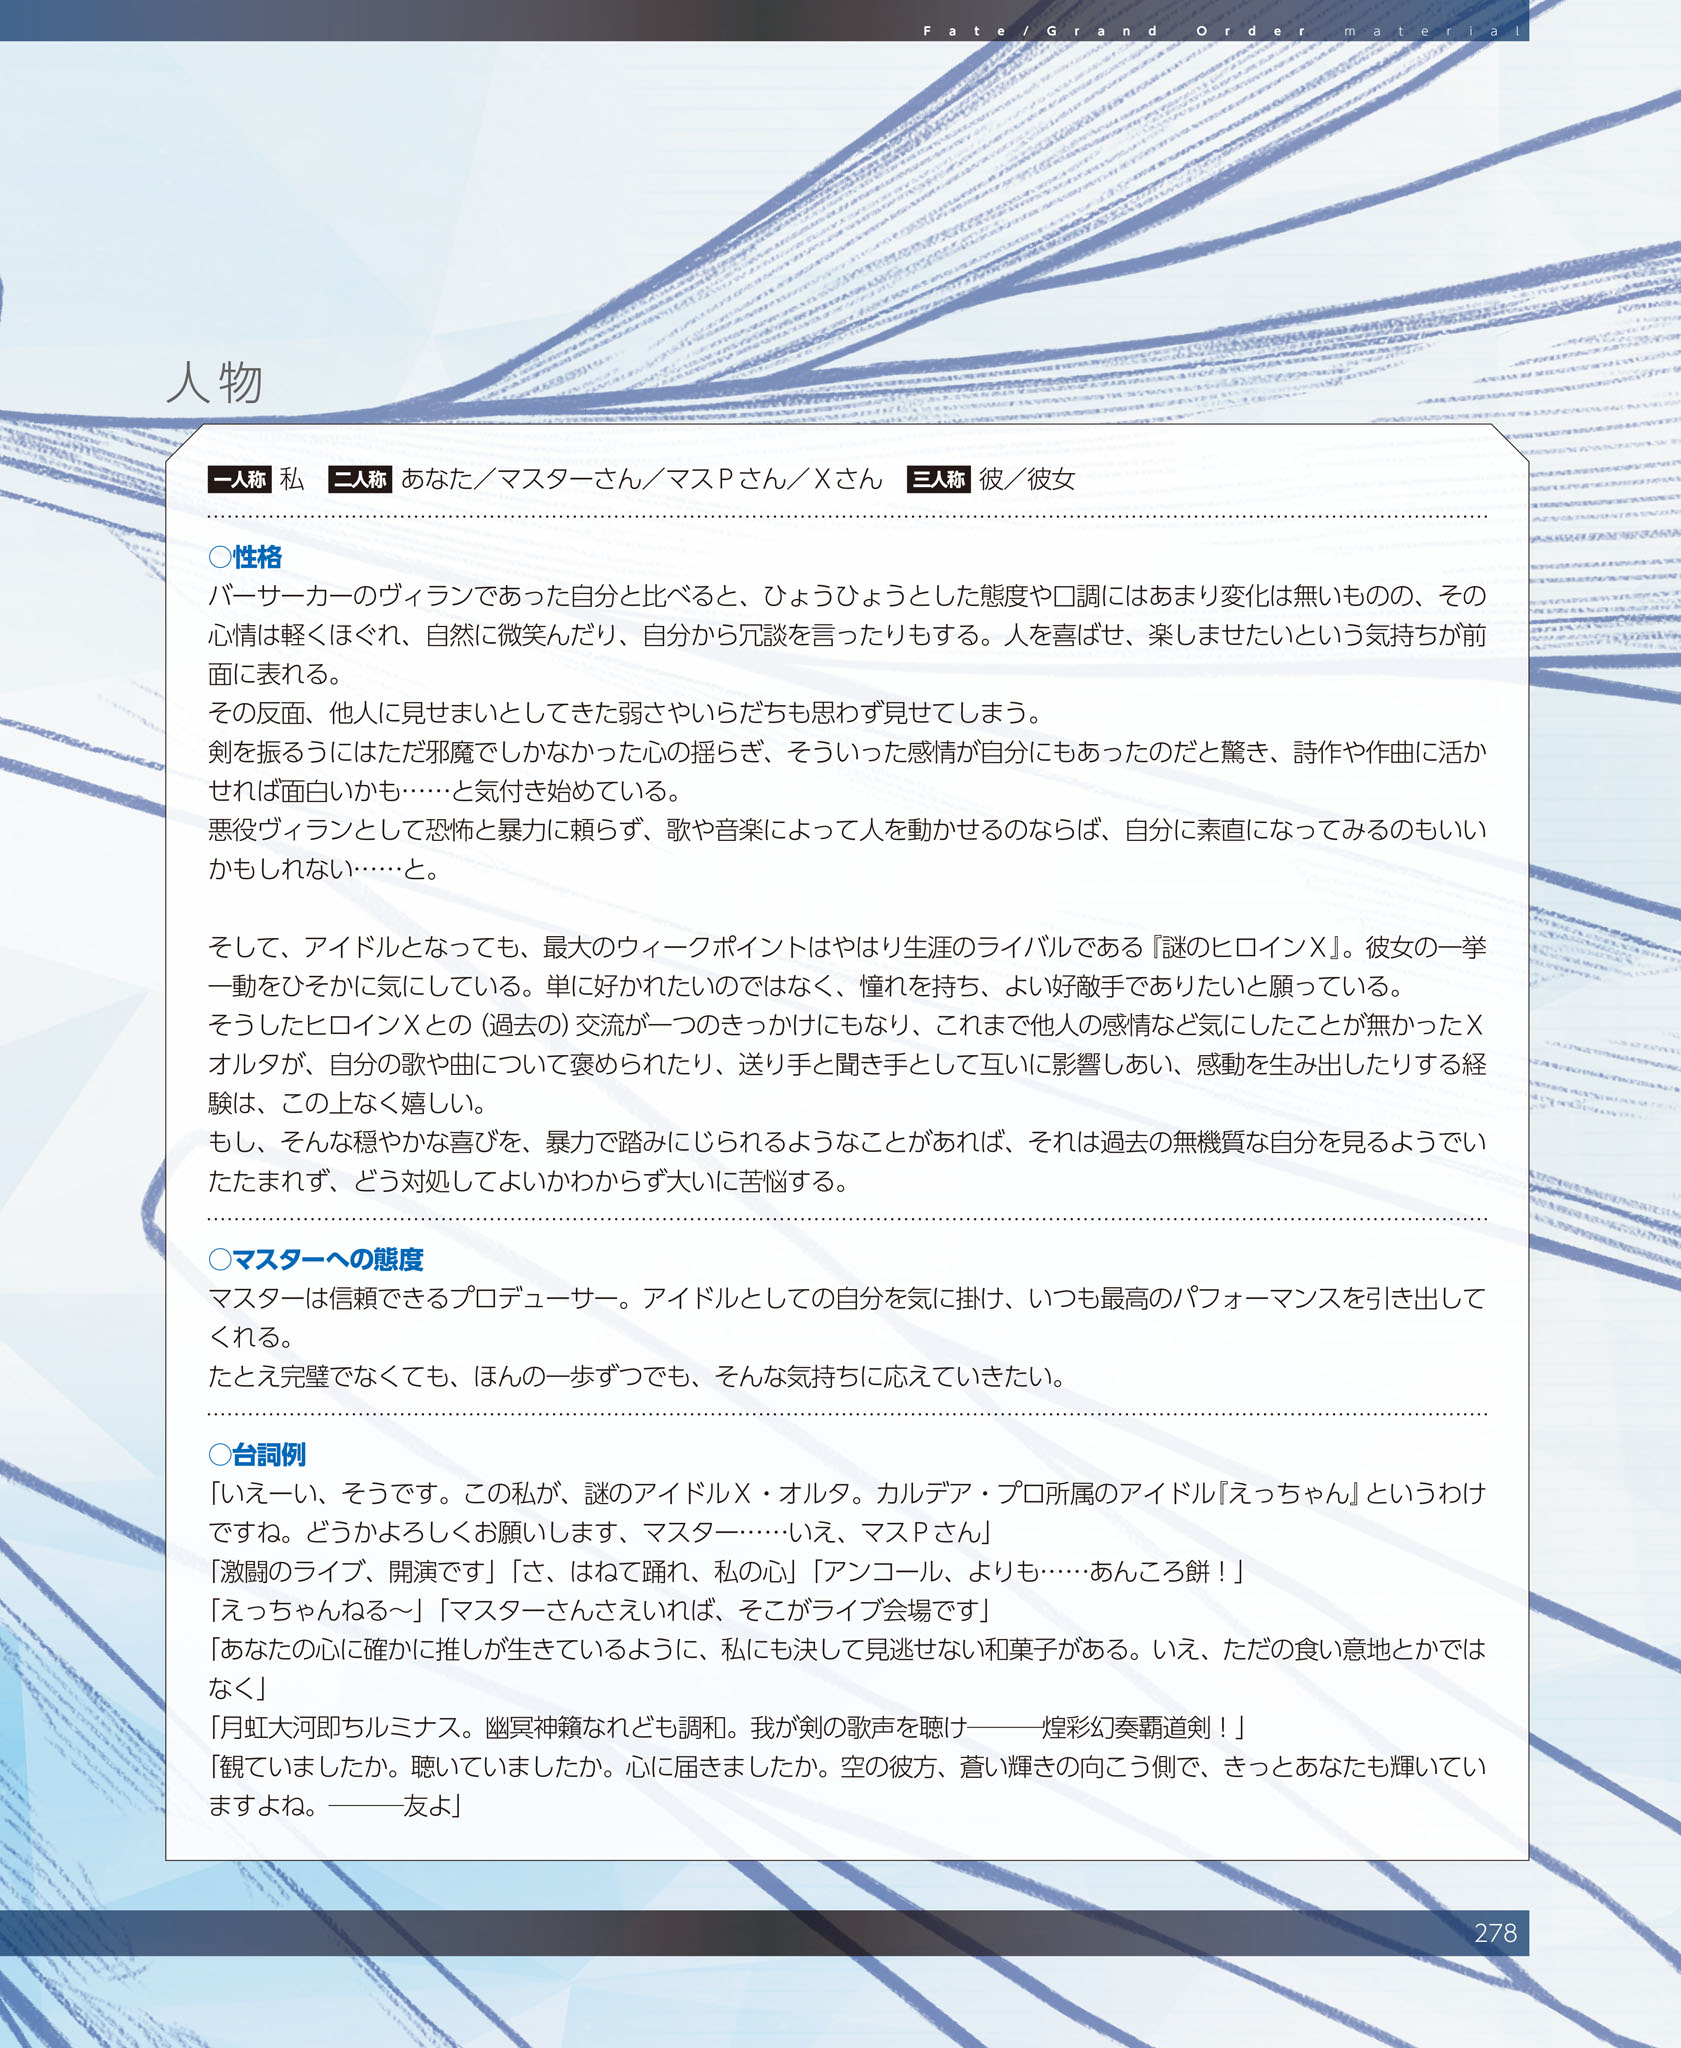 Fate/Grand Order material
人物
一人称 私 二人称 あなた／マスターさん／マスＰさん／Ｘさん 三人称 彼／彼女
○性格
バーサーカーのヴィランであった自分と比べると、ひょうひょうとした態度や口調にはあまり変化は無いものの、その
心情は軽くほぐれ、自然に微笑んだり、自分から冗談を言ったりもする。人を喜ばせ、楽しませたいという気持ちが前
面に表れる。
その反面、他人に見せまいとしてきた弱さやいらだちも思わず見せてしまう。
剣を振るうにはただ邪魔でしかなかった心の揺らぎ、そういった感情が自分にもあったのだと驚き、詩作や作曲に活か
せれば面白いかも……と気付き始めている。
悪役ヴィランとして恐怖と暴力に頼らず、歌や音楽によって人を動かせるのならば、自分に素直になってみるのもいい
かもしれない……と。
そして、アイドルとなっても、最大のウィークポイントはやはり生涯のライバルである『謎のヒロインＸ』。彼女の一挙
一動をひそかに気にしている。単に好かれたいのではなく、憧れを持ち、よい好敵手でありたいと願っている。
そうしたヒロインＸとの（過去の）交流が一つのきっかけにもなり、これまで他人の感情など気にしたことが無かったＸ
オルタが、自分の歌や曲について褒められたり、送り手と聞き手として互いに影響しあい、感動を生み出したりする経
験は、この上なく嬉しい。
もし、そんな穏やかな喜びを、暴力で踏みにじられるようなことがあれば、それは過去の無機質な自分を見るようでい
たたまれず、どう対処してよいかわからず大いに苦悩する。
○マスターへの態度
マスターは信頼できるプロデューサー。アイドルとしての自分を気に掛け、いつも最高のパフォーマンスを引き出して
くれる。
たとえ完璧でなくても、ほんの一歩ずつでも、そんな気持ちに応えていきたい。
○台詞例
「いえーい、そうです。この私が、謎のアイドルＸ・オルタ。カルデア・プロ所属のアイドル『えっちゃん』というわけ
ですね。どうかよろしくお願いします、マスター……いえ、マスＰさん」
「激闘のライブ、開演です」「さ、はねて踊れ、私の心」「アンコール、よりも……あんころ餅！」
「えっちゃんねる～」「マスターさんさえいれば、そこがライブ会場です」
「あなたの心に確かに推しが生きているように、私にも決して見逃せない和菓子がある。いえ、ただの食い意地とかでは
なく」
「月虹大河即ちルミナス。幽冥神籟なれども調和。我が剣の歌声を聴け―――煌彩幻奏覇道剣！」
「観ていましたか。聴いていましたか。心に届きましたか。空の彼方、蒼い輝きの向こう側で、きっとあなたも輝いてい
ますよね。―――友よ」
278